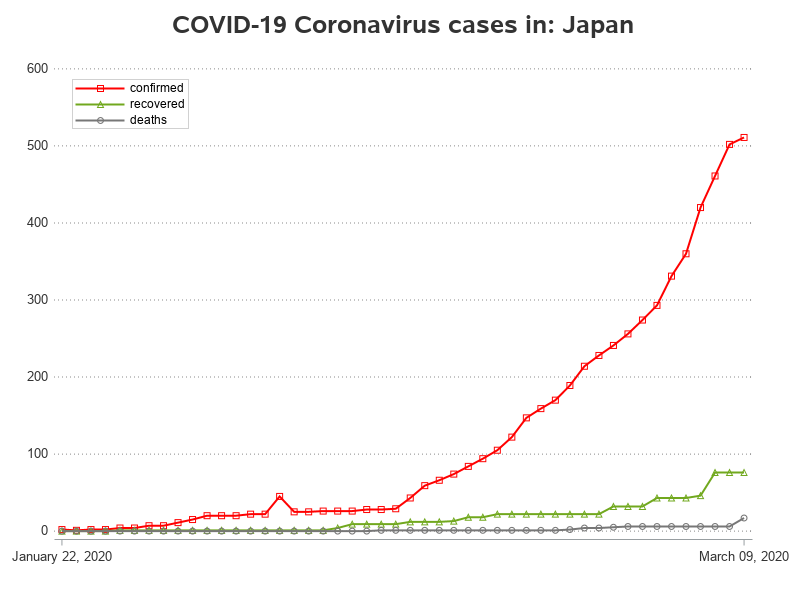 COVID-19 Coronavirus cases in: Japan
600
confirmed
recovered
deaths
500
400
300
200
100
0
January 22, 2020
March 09, 2020